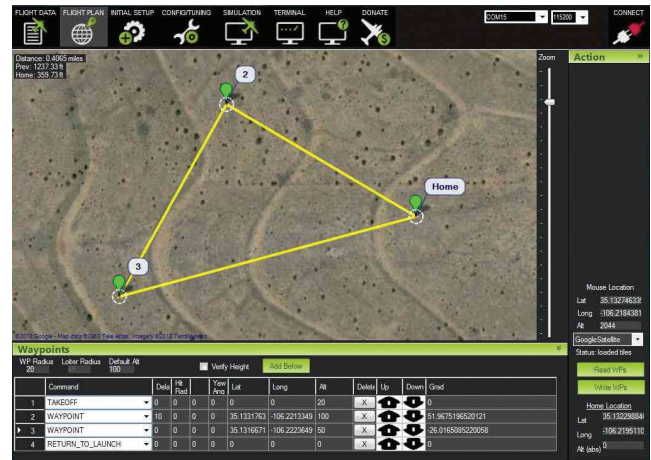 FLIGHT DATA FLIGHT PLAN INITIAL SETUP CONFIG/TUNING SIMULATION TERMINAL HELP DONATE COM15 115200 CONNECT
Distance: 0.4065 miles
Prev: 1237.33 ft
Home: 359.73 ft
Zoom
Action
2
Home
3
Mouse Location
Lat 35.13274633
Long -106.2184381
Alt 2044
GoogleSatellite
Status: loaded tiles
Read WPs
Write WPs
Home Location
Lat 35.13229884
Long -106.2195110
Alt (abs) 0
Waypoints
WP Radius Loiter Radius Default Alt
20 45 100
Verify Height Add Below
Command Dela Hit Rad Yaw Ang Lat Long Alt Delete Up Down Grad
1 TAKEOFF 0 0 0 0 0 0 20 X 0
2 WAYPOINT 10 0 0 0 35.1331763 -106.2213349 100 X 51.9675196520121
3 WAYPOINT 0 0 0 0 35.1316671 -106.2223649 50 X -26.0165085220058
4 RETURN_TO_LAUNCH 0 0 0 0 0 0 0 X 0